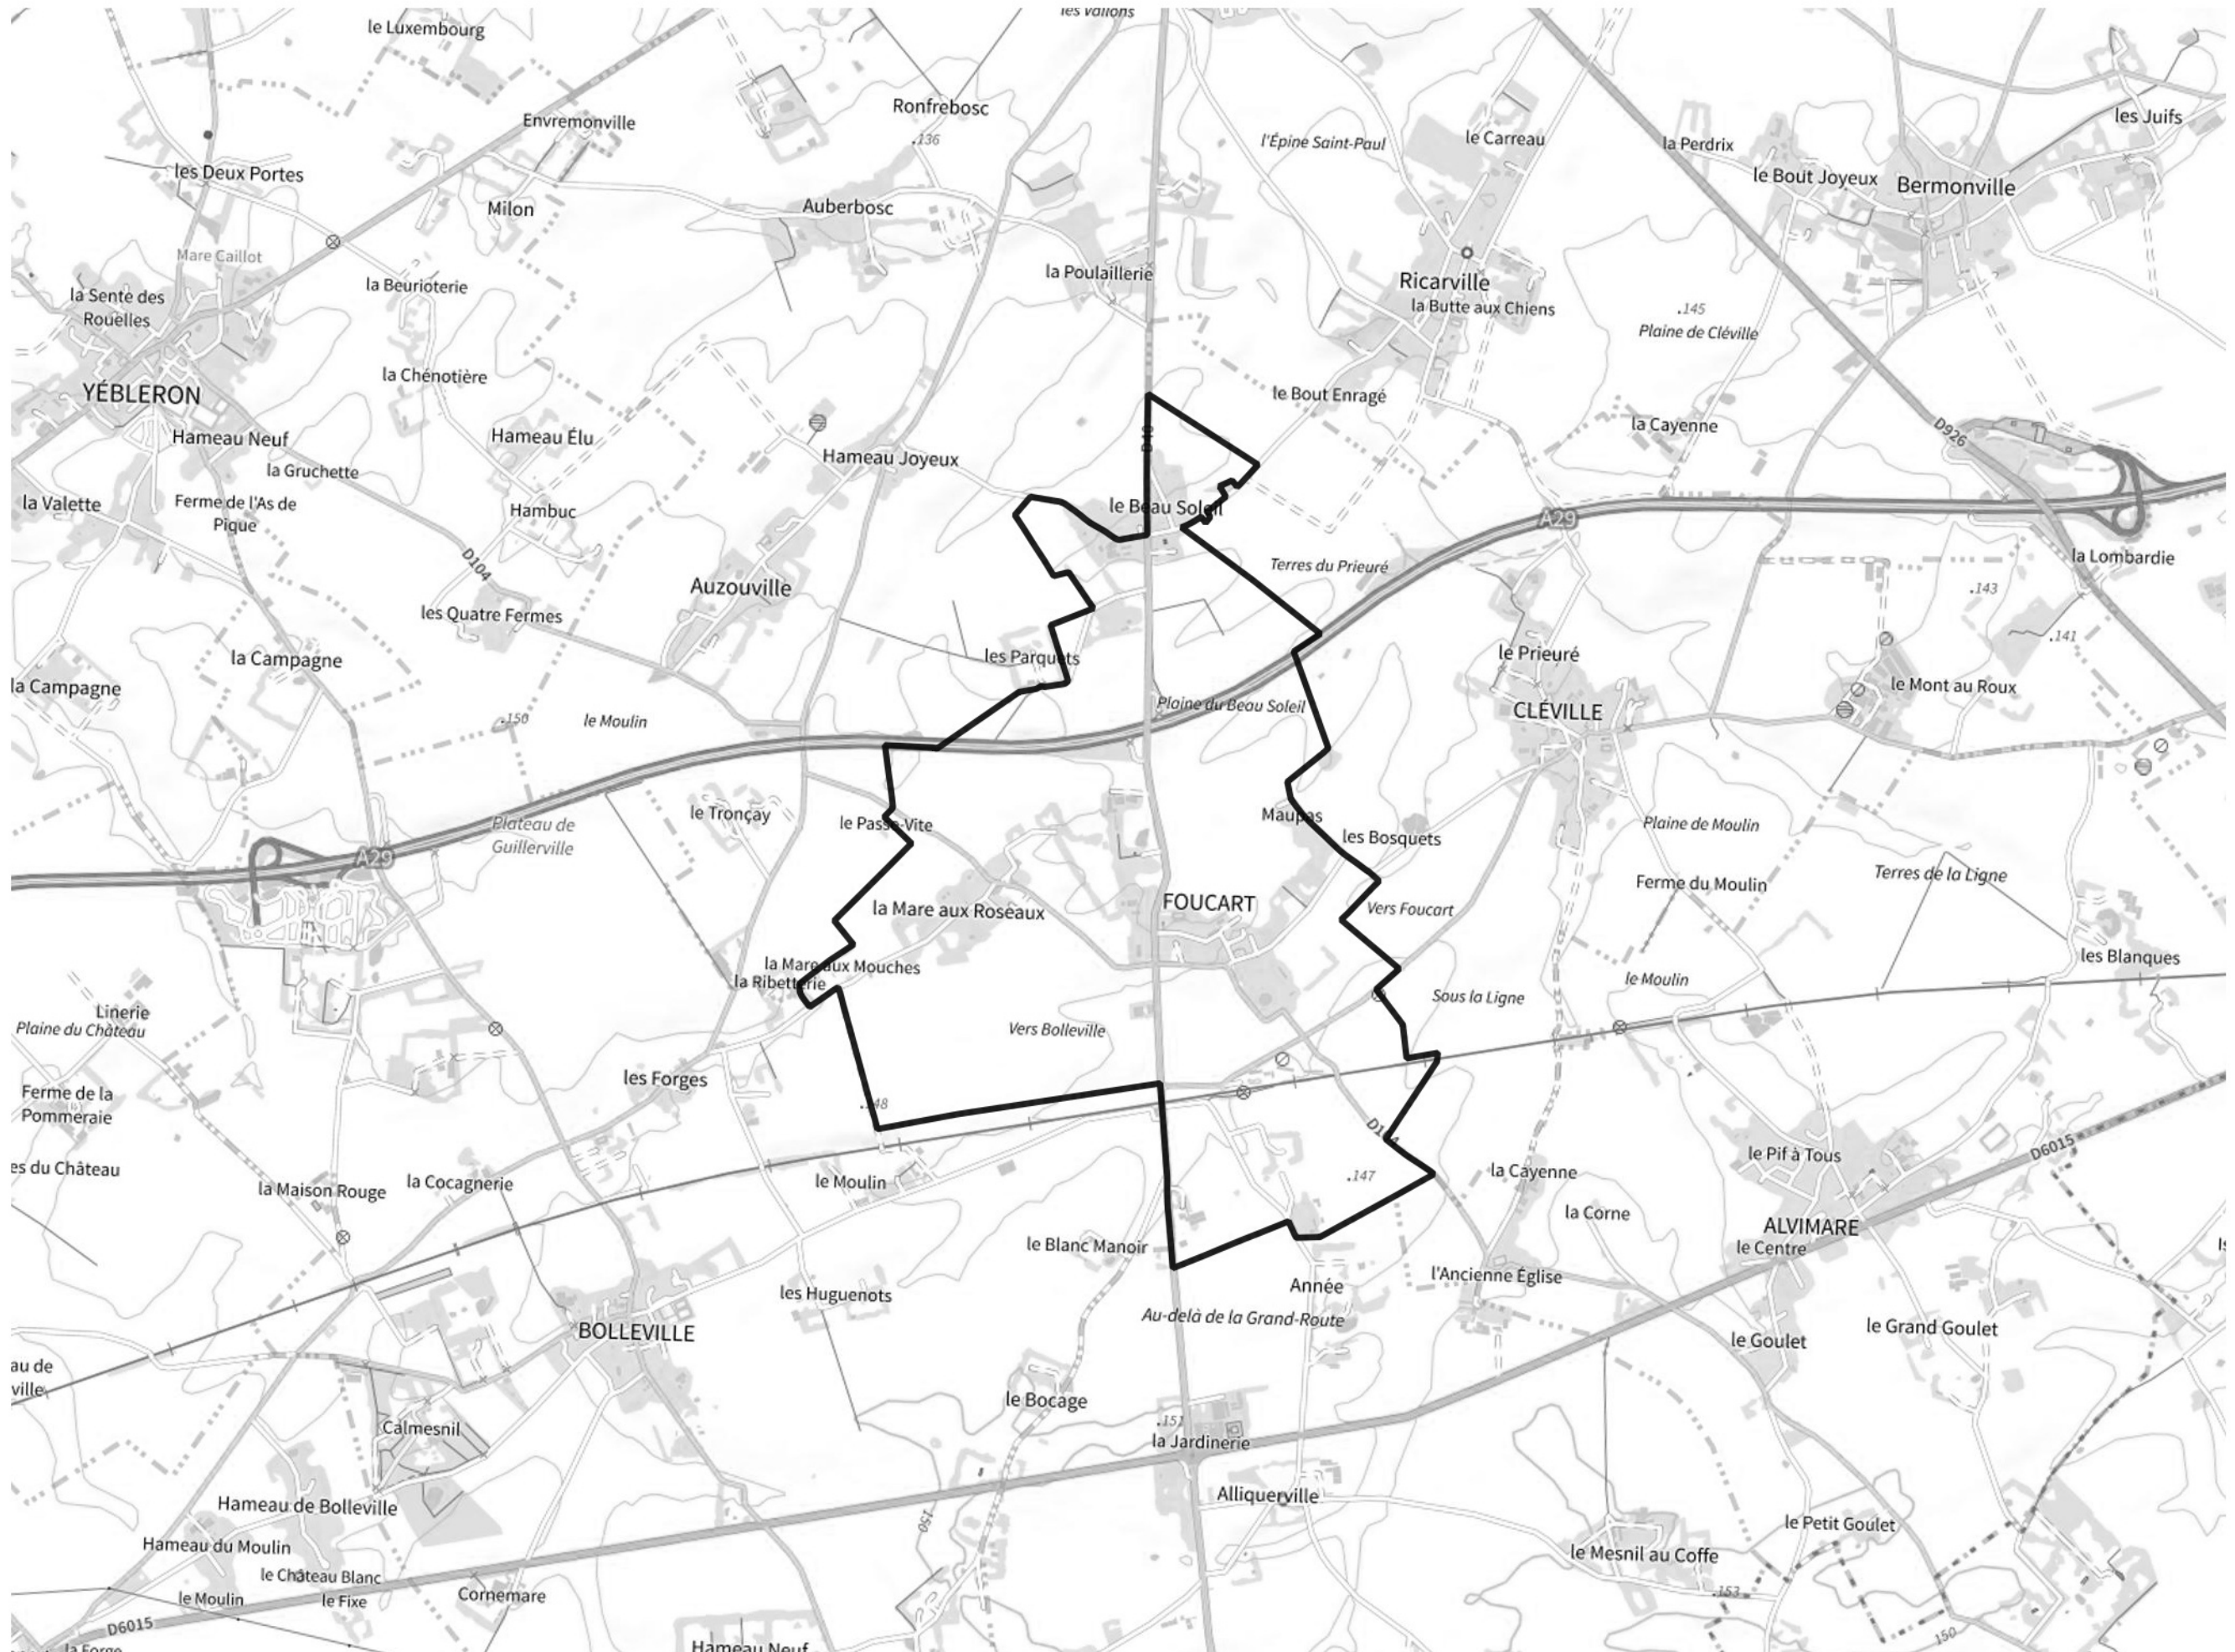 les Vallons
le Luxembourg
Ronfrebosc
.136
Envremonville
l'Épine Saint-Paul
le Carreau
la Perdrix
les Juifs
les Deux Portes
le Bout Joyeux
Bermonville
Milon
Auberbosc
Mare Caillot
la Poulaillerie
Ricarville
la Beurioterie
la Sente des
Rouelles
la Butte aux Chiens
.145
Plaine de Cléville
la Chénotière
YÉBLERON
le Bout Enragé
la Cayenne
D926
Hameau Neuf
Hameau Élu
Hameau Joyeux
la Gruchette
la Valette
Ferme de l'As de
Pique
Hambuc
le Beau Soleil
A29
la Lombardie
D104
Terres du Prieuré
Auzouville
.143
les Quatre Fermes
.141
la Campagne
les Parquets
le Prieuré
la Campagne
le Mont au Roux
.150
le Moulin
Plaine du Beau Soleil
CLÉVILLE
le Tronçay
le Passe-Vite
Maupas
les Bosquets
Plaine de Moulin
Plateau de
Guillerville
A29
Terres de la Ligne
Ferme du Moulin
la Mare aux Roseaux
FOUCART
Vers Foucart
les Blanques
la Mare aux Mouches
la Ribetterie
le Moulin
Sous la Ligne
Linerie
Plaine du Château
Vers Bolleville
les Forges
Ferme de la
Pommeraie
.148
es du Château
le Pif à Tous
D6015
la Maison Rouge
la Cocagnerie
le Moulin
.147
la Cayenne
la Corne
ALVIMARE
le Blanc Manoir
le Centre
Année
l'Ancienne Église
les Huguenots
Au-delà de la Grand-Route
BOLLEVILLE
le Goulet
le Grand Goulet
au de
ville
le Bocage
Calmesnil
.151
la Jardinerie
Hameau de Bolleville
150
Alliquerville
le Petit Goulet
Hameau du Moulin
le Mesnil au Coffe
le Château Blanc
le Moulin
le Fixe
Cornemare
.153
D6015
la Forge
Hameau Neuf
150